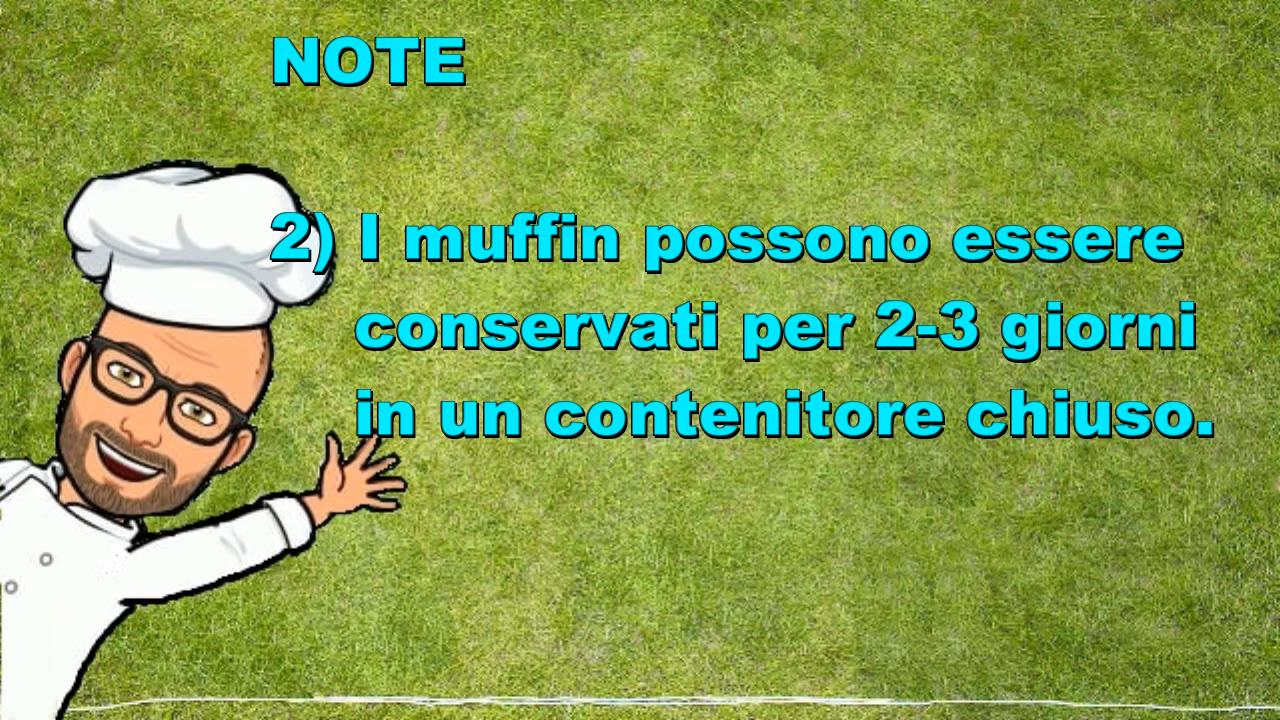 NOTE
2) I muffin possono essere
conservati per 2-3 giorni
in un contenitore chiuso.